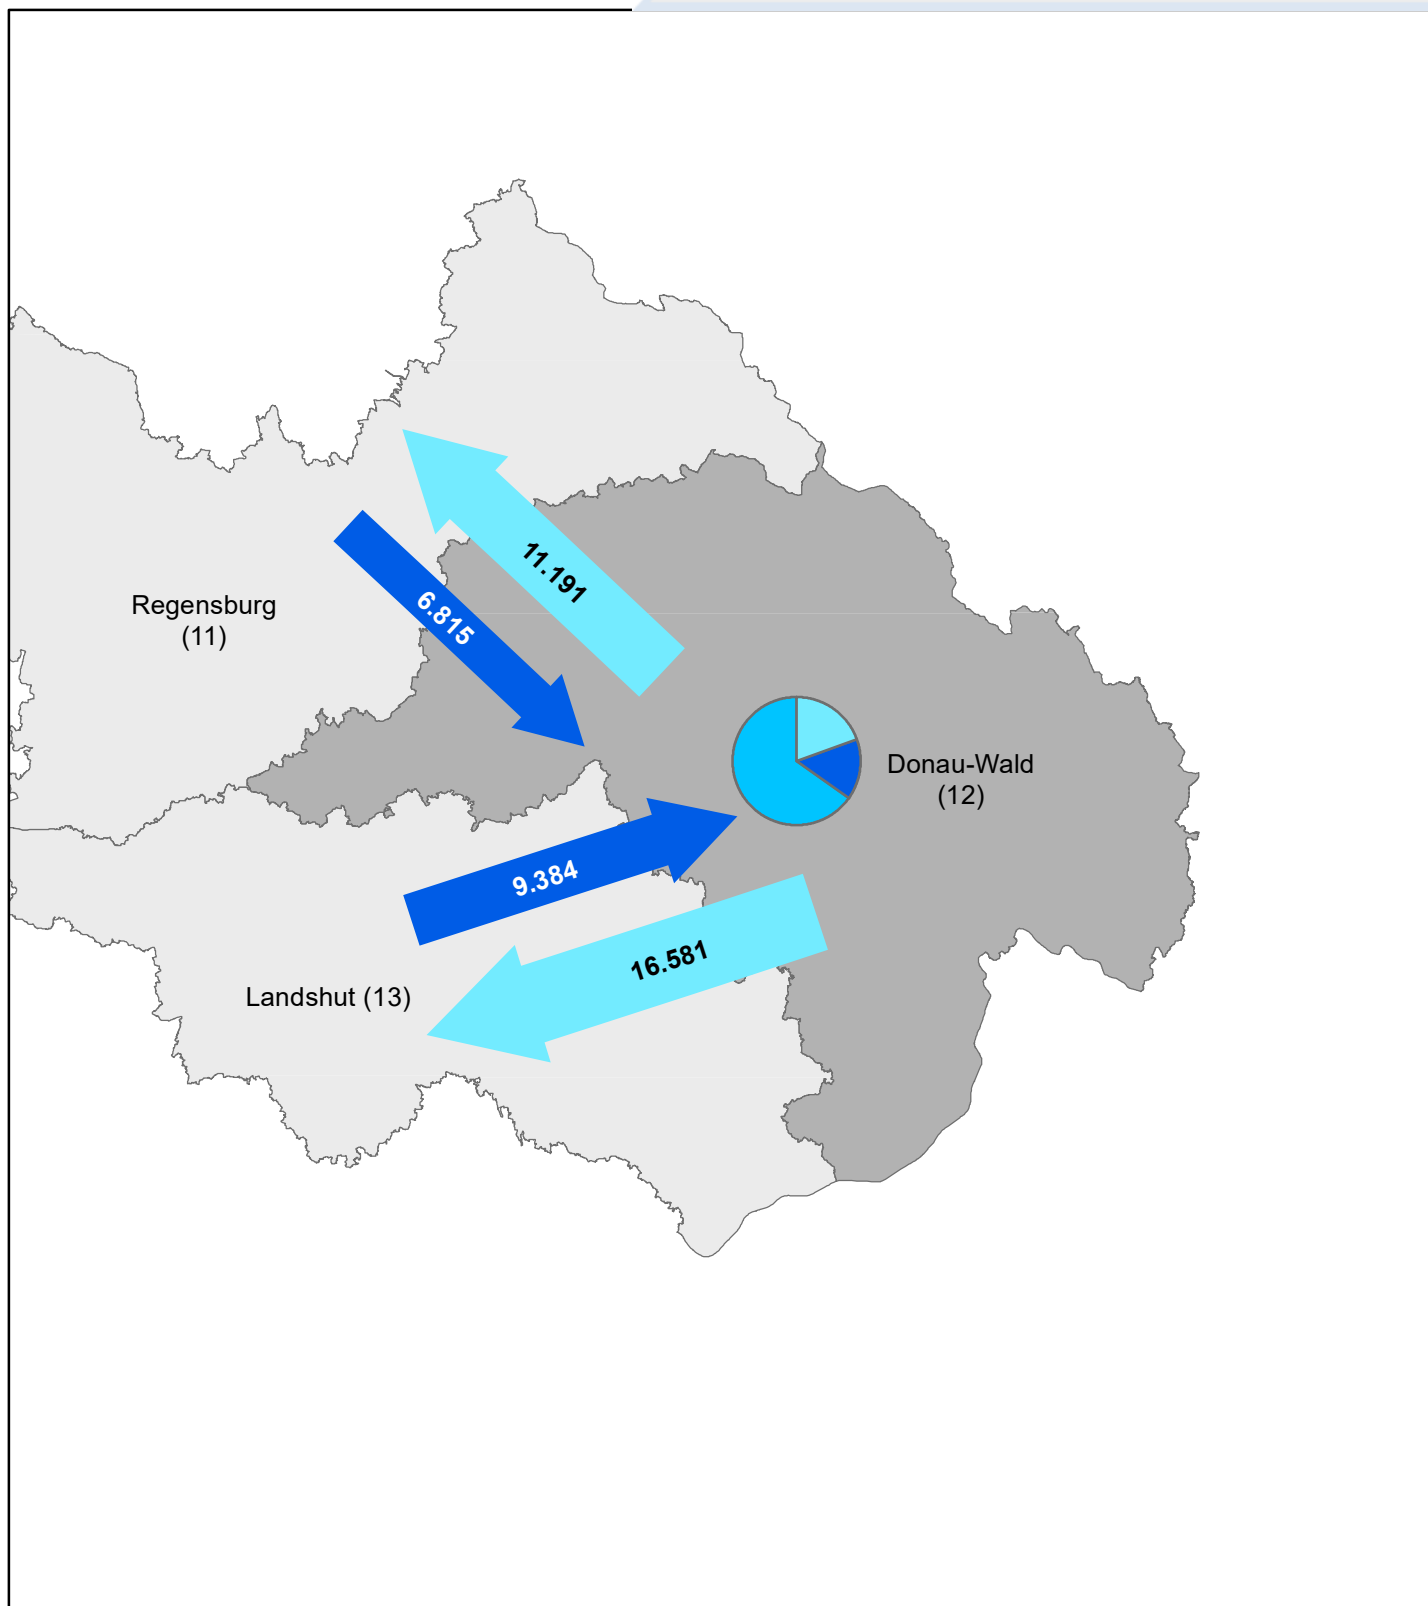 11.191
6.815
Regensburg
(11)
Donau-Wald
(12)
9.384
16.581
Landshut (13)